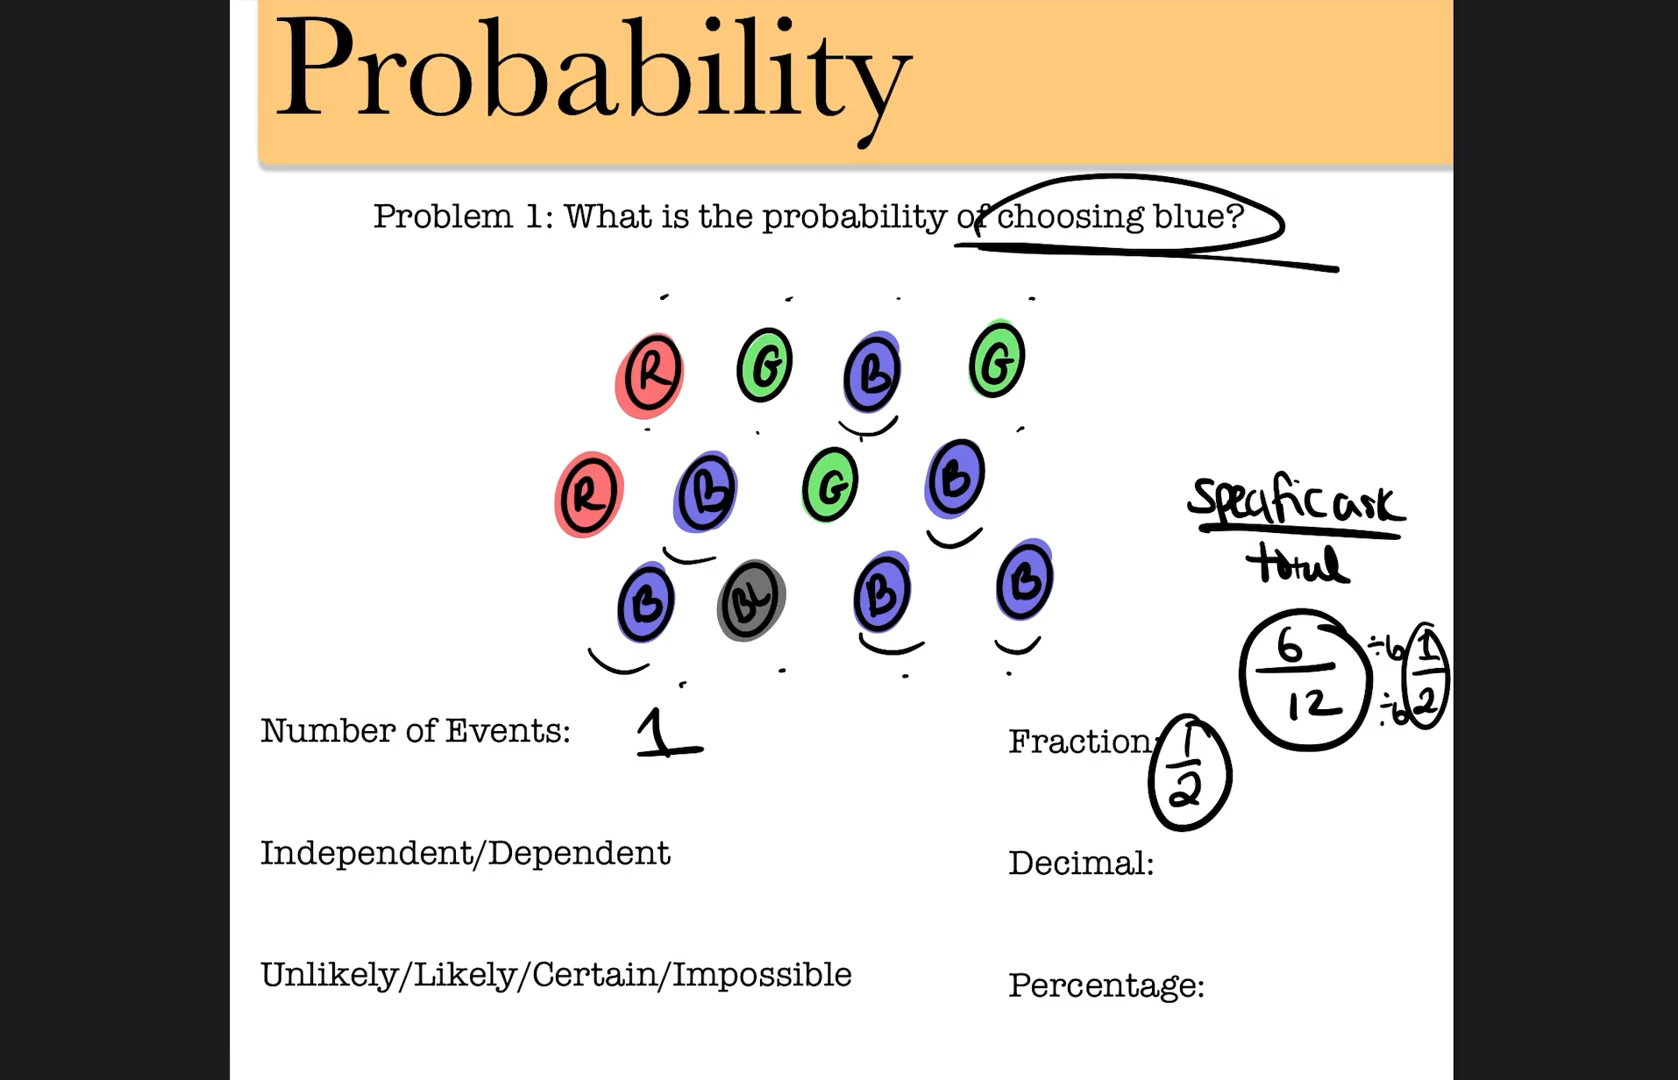 Probability
Problem 1: What is the probability of choosing blue?
R G B G
R B G B
B BL B B
Specific ask
total
6
12
÷6
÷6
1
2
Number of Events: 1
Fraction:
1
2
Independent/Dependent
Decimal:
Unlikely/Likely/Certain/Impossible
Percentage: